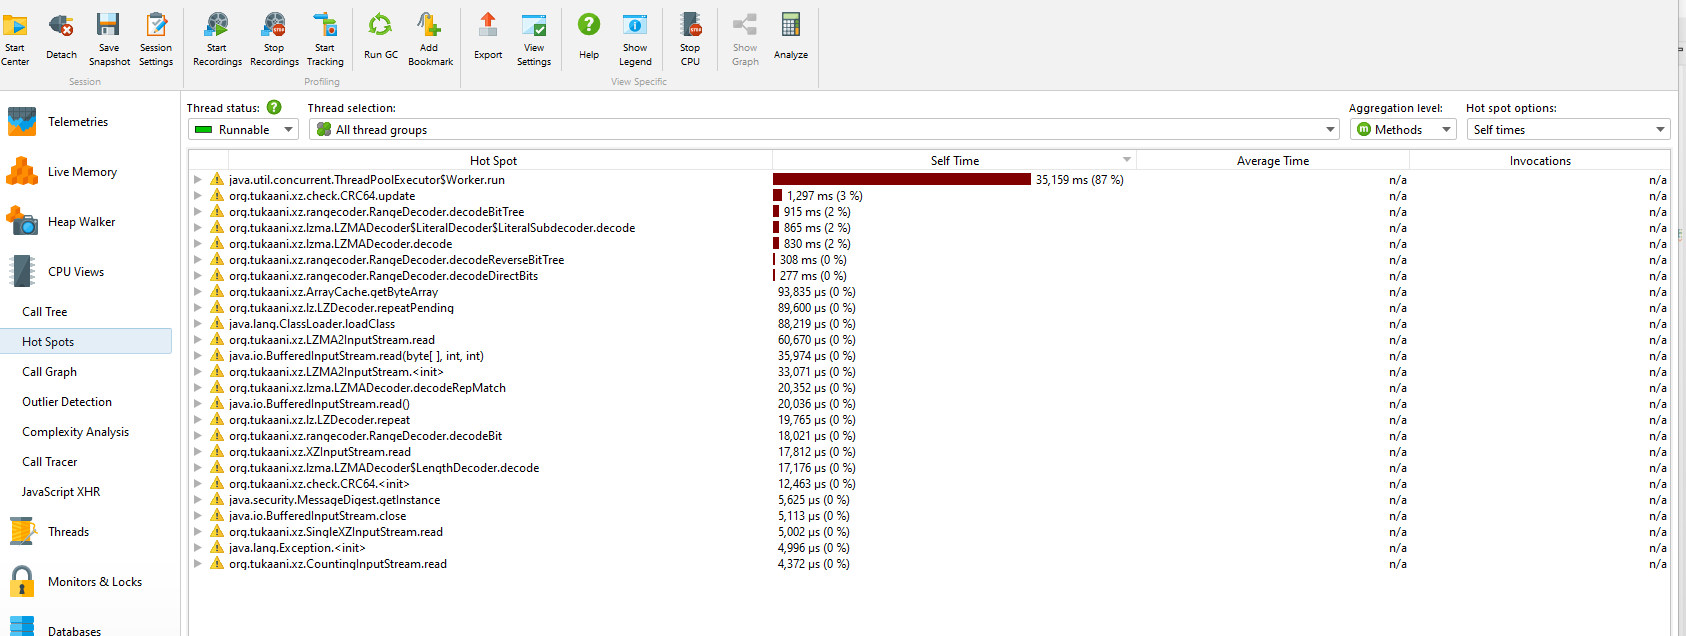 Start Center
Detach
Save Snapshot
Session Settings
Start Recordings
Stop Recordings
Start Tracking
Run GC
Add Bookmark
Export
View Settings
Help
Show Legend
Stop CPU
Show Graph
Analyze
Session
Profiling
View Specific
Telemetries
Live Memory
Heap Walker
CPU Views
Call Tree
Hot Spots
Call Graph
Outlier Detection
Complexity Analysis
Call Tracer
JavaScript XHR
Threads
Monitors & Locks
Databases
Thread status: ?
Thread selection:
Aggregation level:
Hot spot options:
Runnable
All thread groups
m Methods
Self times
Hot Spot Self Time Average Time Invocations
java.util.concurrent.ThreadPoolExecutor$Worker.run 35,159 ms (87 %) n/a n/a
org.tukaani.xz.check.CRC64.update 1,297 ms (3 %) n/a n/a
org.tukaani.xz.rangecoder.RangeDecoder.decodeBitTree 915 ms (2 %) n/a n/a
org.tukaani.xz.lzma.LZMADecoder$LiteralDecoder$LiteralSubdecoder.decode 865 ms (2 %) n/a n/a
org.tukaani.xz.lzma.LZMADecoder.decode 830 ms (2 %) n/a n/a
org.tukaani.xz.rangecoder.RangeDecoder.decodeReverseBitTree 308 ms (0 %) n/a n/a
org.tukaani.xz.rangecoder.RangeDecoder.decodeDirectBits 277 ms (0 %) n/a n/a
org.tukaani.xz.ArrayCache.getByteArray 93,835 µs (0 %) n/a n/a
org.tukaani.xz.lz.LZDecoder.repeatPending 89,600 µs (0 %) n/a n/a
java.lang.ClassLoader.loadClass 88,219 µs (0 %) n/a n/a
org.tukaani.xz.LZMA2InputStream.read 60,670 µs (0 %) n/a n/a
java.io.BufferedInputStream.read(byte[ ], int, int) 35,974 µs (0 %) n/a n/a
org.tukaani.xz.LZMA2InputStream.<init> 33,071 µs (0 %) n/a n/a
org.tukaani.xz.lzma.LZMADecoder.decodeRepMatch 20,352 µs (0 %) n/a n/a
java.io.BufferedInputStream.read() 20,036 µs (0 %) n/a n/a
org.tukaani.xz.lz.LZDecoder.repeat 19,765 µs (0 %) n/a n/a
org.tukaani.xz.rangecoder.RangeDecoder.decodeBit 18,021 µs (0 %) n/a n/a
org.tukaani.xz.XZInputStream.read 17,812 µs (0 %) n/a n/a
org.tukaani.xz.lzma.LZMADecoder$LengthDecoder.decode 17,176 µs (0 %) n/a n/a
org.tukaani.xz.check.CRC64.<init> 12,463 µs (0 %) n/a n/a
java.security.MessageDigest.getInstance 5,625 µs (0 %) n/a n/a
java.io.BufferedInputStream.close 5,113 µs (0 %) n/a n/a
org.tukaani.xz.SingleXZInputStream.read 5,002 µs (0 %) n/a n/a
java.lang.Exception.<init> 4,996 µs (0 %) n/a n/a
org.tukaani.xz.CountingInputStream.read 4,372 µs (0 %) n/a n/a